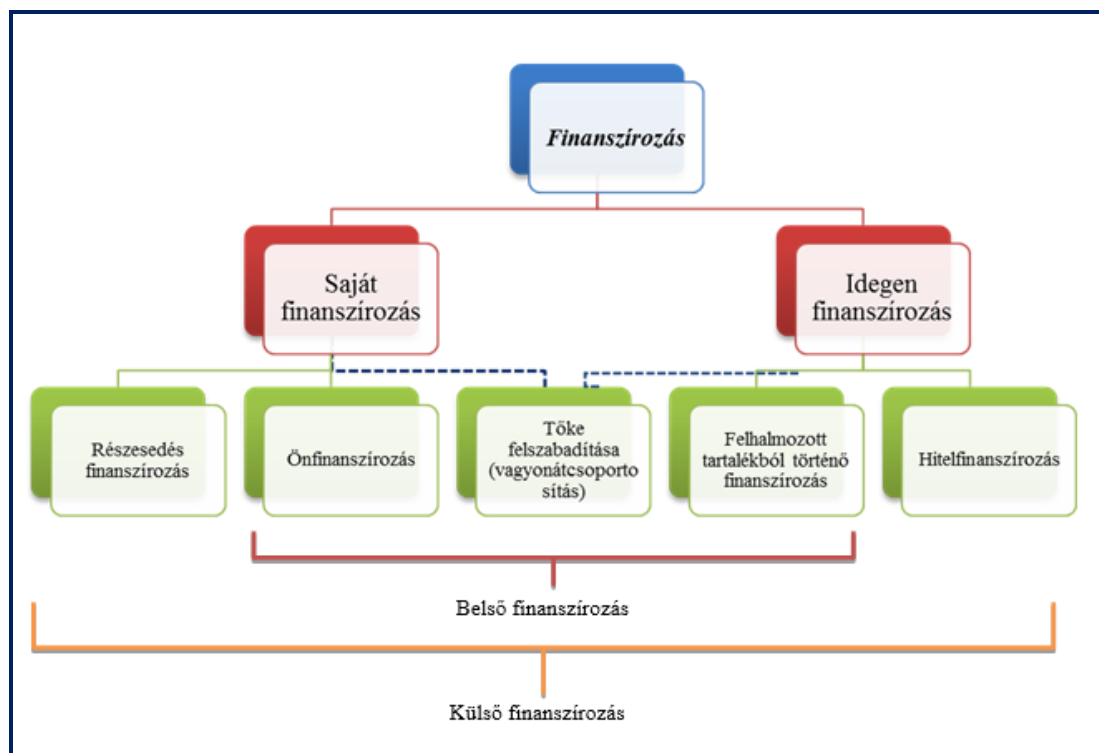 Finanszírozás
Saját
finanszírozás
Idegen
finanszírozás
Részesedés
finanszírozás
Önfinanszírozás
Tőke
felszabadítása
(vagyonátcsoporto
sítás)
Felhalmozott
tartalékból történő
finanszírozás
Hitelfinanszírozás
Belső finanszírozás
Külső finanszírozás